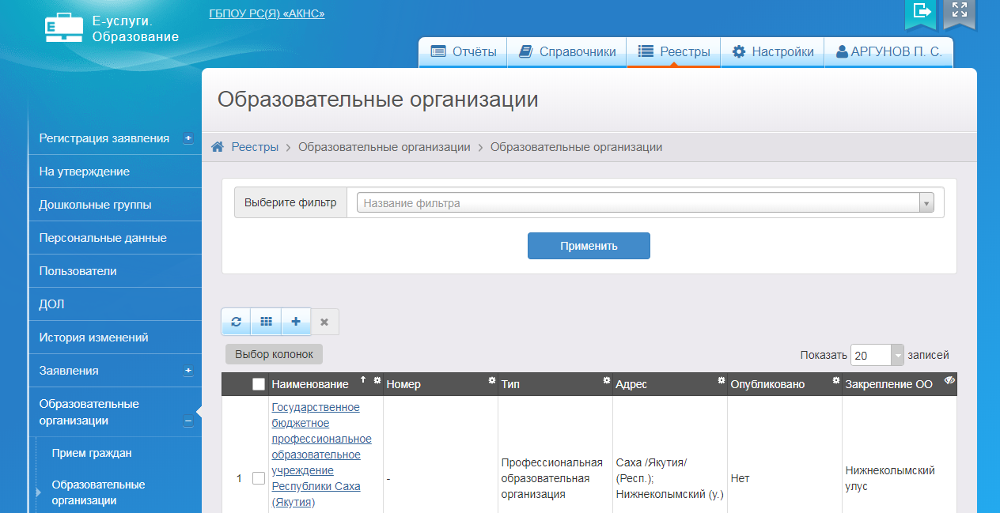 Е-услуги.
Образование
ГБПОУ РС(Я) «АКНС»
Отчёты
Справочники
Реестры
Настройки
АРГУНОВ П. С.
Образовательные организации
Реестры > Образовательные организации > Образовательные организации
Регистрация заявления
На утверждение
Дошкольные группы
Персональные данные
Пользователи
ДОЛ
История изменений
Заявления
Образовательные
организации
Прием граждан
Образовательные
организации
Выберите фильтр
Название фильтра
Применить
Выбор колонок
Показать 20 записей
Наименование
Номер
Тип
Адрес
Опубликовано
Закрепление ОО
1
Государственное
бюджетное
профессиональное
образовательное
учреждение
Республики Саха
(Якутия)
-
Профессиональная
образовательная
организация
Саха /Якутия/
(Респ.);
Нижнеколымский (у.)
Нет
Нижнеколымский
улус